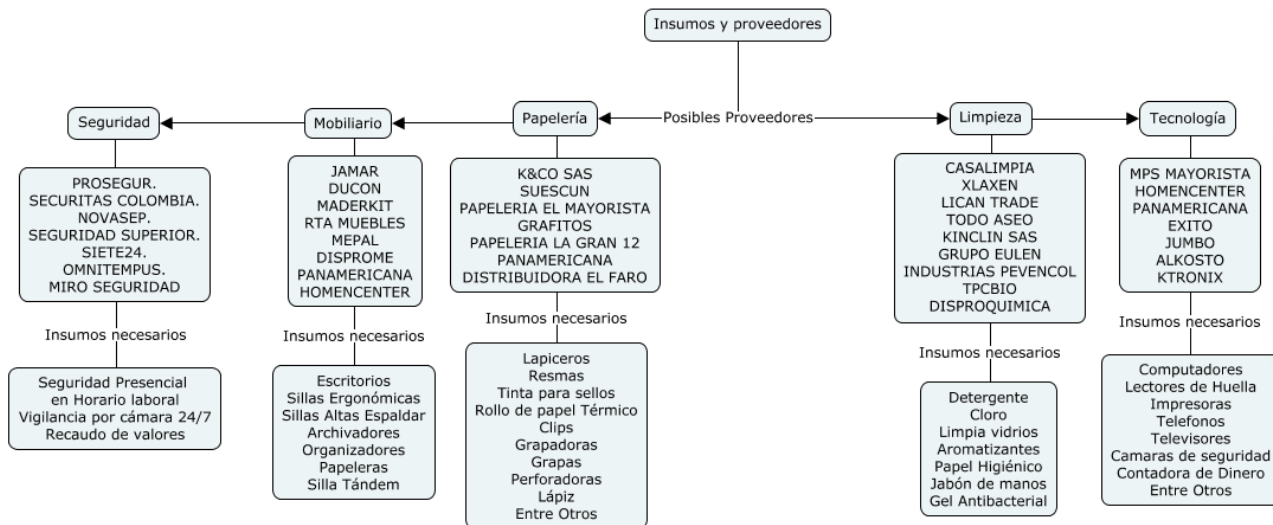 Insumos y proveedores
Posibles Proveedores
Seguridad
PROSEGUR.
SECURITAS COLOMBIA.
NOVASEP.
SEGURIDAD SUPERIOR.
SIETE24.
OMNITEMPUS.
MIRO SEGURIDAD
Insumos necesarios
Seguridad Presencial
en Horario laboral
Vigilancia por cámara 24/7
Recaudo de valores
Mobiliario
JAMAR
DUCON
MADERKIT
RTA MUEBLES
MEPAL
DISPROME
PANAMERICANA
HOMENCENTER
Insumos necesarios
Escritorios
Sillas Ergonómicas
Sillas Altas Espaldar
Archivadores
Organizadores
Papeleras
Silla Tándem
Papelería
K&CO SAS
SUESCUN
PAPELERIA EL MAYORISTA
GRAFITOS
PAPELERIA LA GRAN 12
PANAMERICANA
DISTRIBUIDORA EL FARO
Insumos necesarios
Lapiceros
Resmas
Tinta para sellos
Rollo de papel Térmico
Clips
Grapadoras
Grapas
Perforadoras
Lápiz
Entre Otros
Limpieza
CASALIMPIA
XLAXEN
LICAN TRADE
TODO ASEO
KINCLIN SAS
GRUPO EULEN
INDUSTRIAS PEVENCOL
TPCBIO
DISPROQUIMICA
Insumos necesarios
Detergente
Cloro
Limpia vidrios
Aromatizantes
Papel Higiénico
Jabón de manos
Gel Antibacterial
Tecnología
MPS MAYORISTA
HOMENCENTER
PANAMERICANA
EXITO
JUMBO
ALKOSTO
KTRONIX
Insumos necesarios
Computadores
Lectores de Huella
Impresoras
Telefonos
Televisores
Camaras de seguridad
Contadora de Dinero
Entre Otros